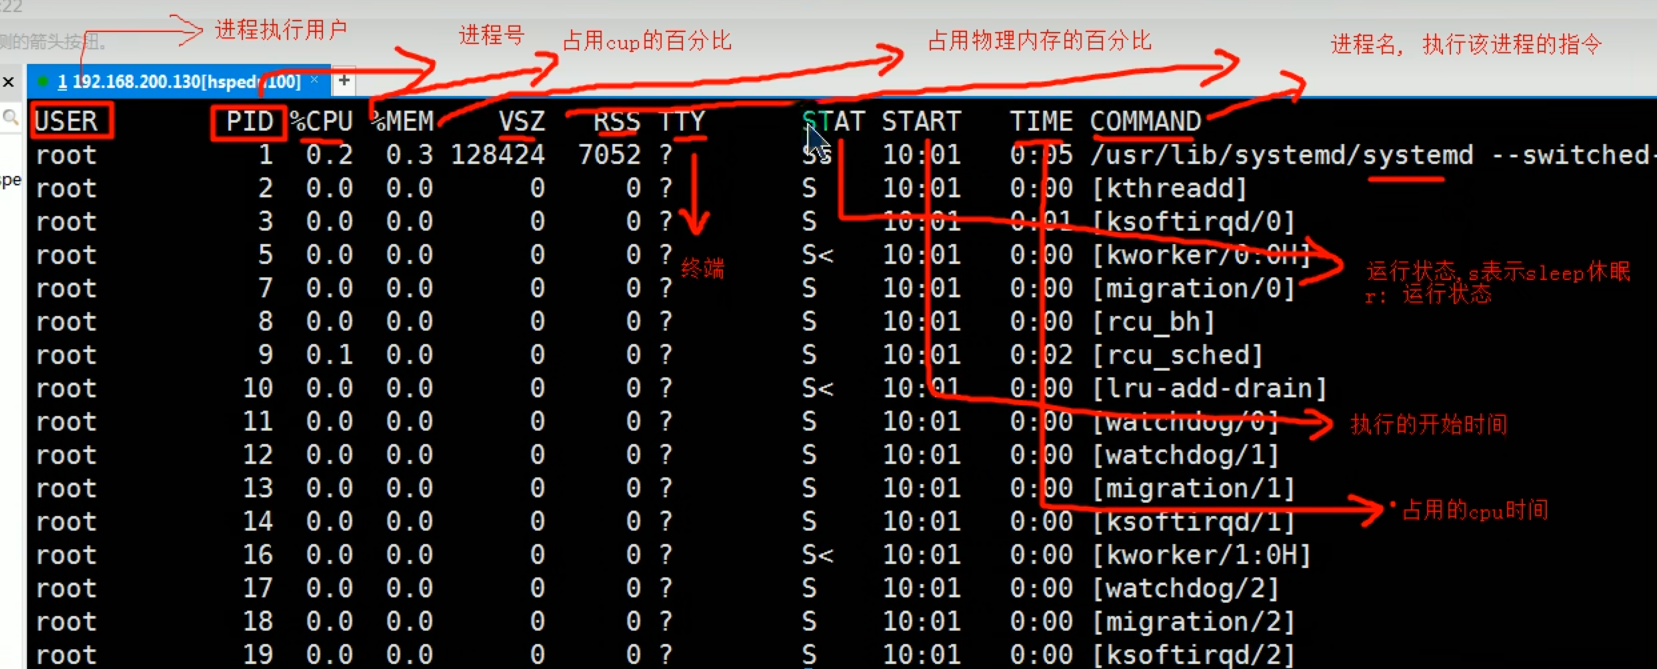 :22
进程执行用户
进程号
占用cup的百分比
占用物理内存的百分比
进程名, 执行该进程的指令
测的箭头按钮。
1 192.168.200.130[hspedu100]
USER PID %CPU %MEM VSZ RSS TTY STAT START TIME COMMAND
root 1 0.2 0.3 128424 7052 ? Ss 10:01 0:05 /usr/lib/systemd/systemd --switched-
spe
root 2 0.0 0.0 0 0 ? S 10:01 0:00 [kthreadd]
root 3 0.0 0.0 0 0 ? S 10:01 0:01 [ksoftirqd/0]
root 5 0.0 0.0 0 0 ? S< 10:01 0:00 [kworker/0:0H]
终端
运行状态,s表示sleep休眠
r: 运行状态
root 7 0.0 0.0 0 0 ? S 10:01 0:00 [migration/0]
root 8 0.0 0.0 0 0 ? S 10:01 0:00 [rcu_bh]
root 9 0.1 0.0 0 0 ? S 10:01 0:02 [rcu_sched]
root 10 0.0 0.0 0 0 ? S< 10:01 0:00 [lru-add-drain]
root 11 0.0 0.0 0 0 ? S 10:01 0:00 [watchdog/0]
执行的开始时间
root 12 0.0 0.0 0 0 ? S 10:01 0:00 [watchdog/1]
root 13 0.0 0.0 0 0 ? S 10:01 0:00 [migration/1]
占用的cpu时间
root 14 0.0 0.0 0 0 ? S 10:01 0:00 [ksoftirqd/1]
root 16 0.0 0.0 0 0 ? S< 10:01 0:00 [kworker/1:0H]
root 17 0.0 0.0 0 0 ? S 10:01 0:00 [watchdog/2]
root 18 0.0 0.0 0 0 ? S 10:01 0:00 [migration/2]
root 19 0.0 0.0 0 0 ? S 10:01 0:00 [ksoftirqd/2]